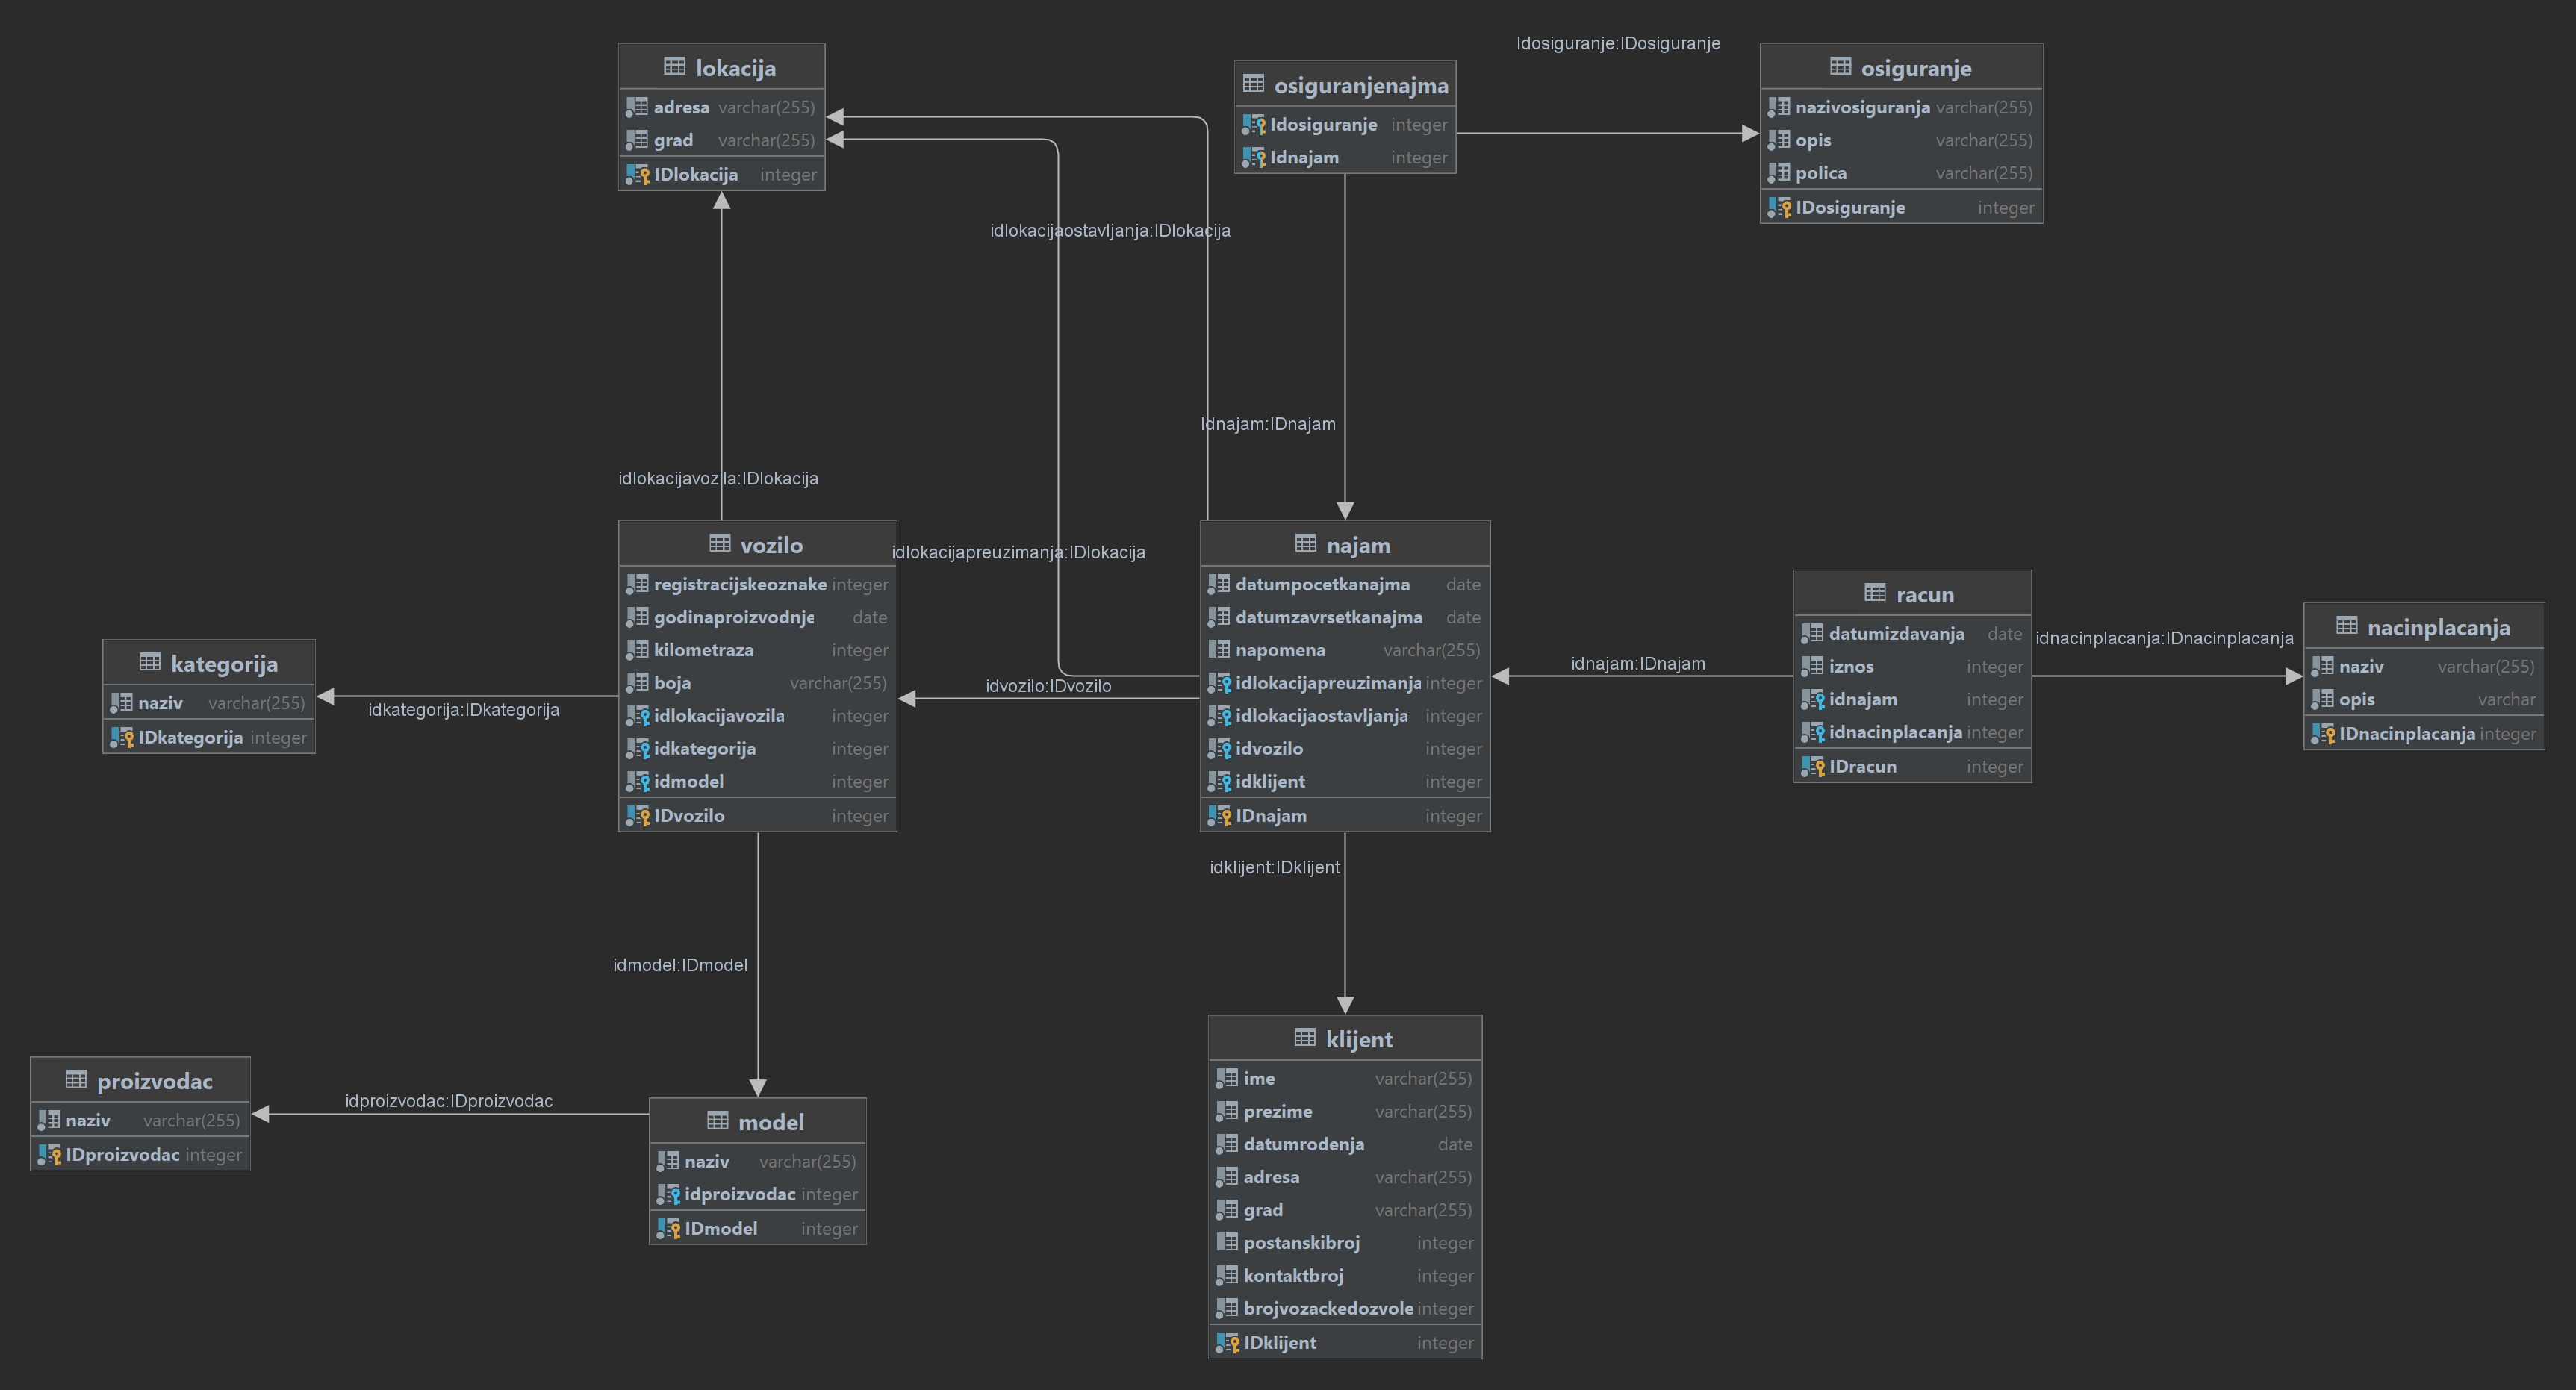 lokacija
adresa varchar(255)
grad varchar(255)
IDlokacija integer
osiguranjenajma
Idosiguranje integer
Idnajam integer
Idosiguranje:IDosiguranje
osiguranje
nazivosiguranja varchar(255)
opis varchar(255)
polica varchar(255)
IDosiguranje integer
idlokacijaostavljanja:IDlokacija
Idnajam:IDnajam
idlokacijavozila:IDlokacija
idlokacijapreuzimanja:IDlokacija
kategorija
naziv varchar(255)
IDkategorija integer
idkategorija:IDkategorija
vozilo
registracijskeoznake integer
godinaproizvodnje date
kilometraza integer
boja varchar(255)
idlokacijavozila integer
idkategorija integer
idmodel integer
IDvozilo integer
idvozilo:IDvozilo
najam
datumpocetkanajma date
datumzavrsetkanajma date
napomena varchar(255)
idlokacijapreuzimanja integer
idlokacijaostavljanja integer
idvozilo integer
idklijent integer
IDnajam integer
idnajam:IDnajam
racun
datumizdavanja date
iznos integer
idnajam integer
idnacinplacanja integer
IDracun integer
idnacinplacanja:IDnacinplacanja
nacinplacanja
naziv varchar(255)
opis varchar
IDnacinplacanja integer
idklijent:IDklijent
idmodel:IDmodel
proizvodac
naziv varchar(255)
IDproizvodac integer
idproizvodac:IDproizvodac
model
naziv varchar(255)
idproizvodac integer
IDmodel integer
klijent
ime varchar(255)
prezime varchar(255)
datumrodenja date
adresa varchar(255)
grad varchar(255)
postanskibroj integer
kontaktbroj integer
brojvozackedozvole integer
IDklijent integer